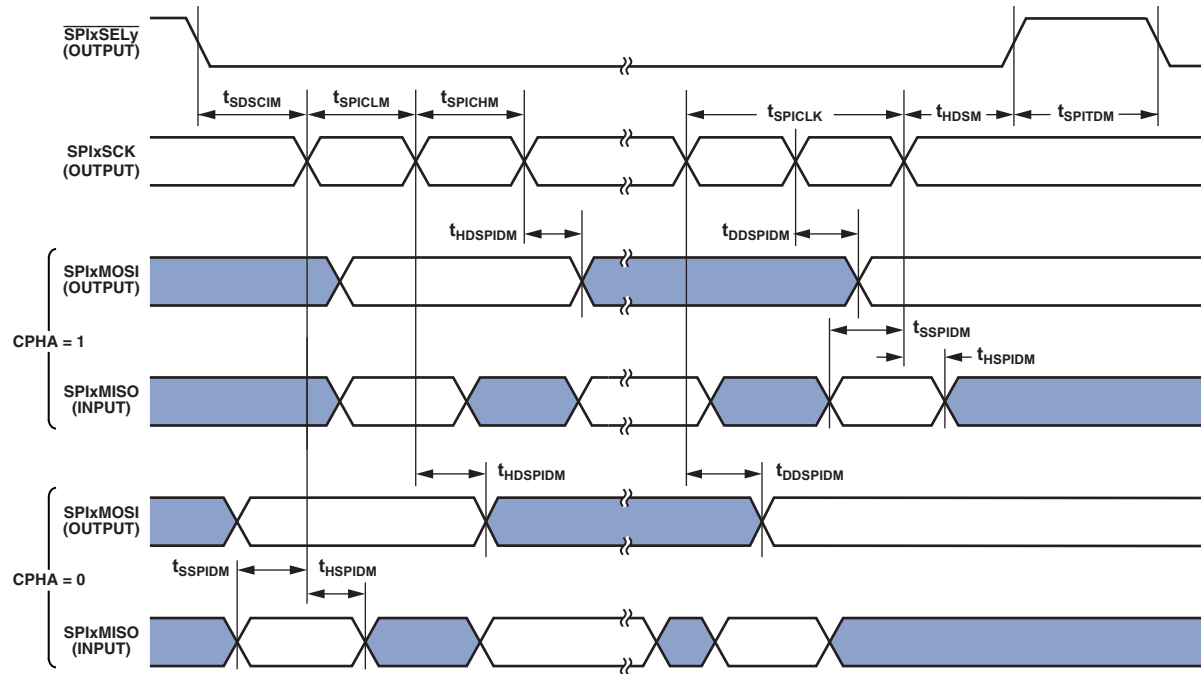 SPIxSELy
(OUTPUT)
tSDSCIM
tSPICLM
tSPICHM
tSPICLK
tHDSM
tSPITDM
SPIxSCK
(OUTPUT)
tHDSPIDM
tDDSPIDM
SPIxMOSI
(OUTPUT)
CPHA = 1
tSSPIDM
tHSPIDM
SPIxMISO
(INPUT)
tHDSPIDM
tDDSPIDM
SPIxMOSI
(OUTPUT)
CPHA = 0
tSSPIDM
tHSPIDM
SPIxMISO
(INPUT)